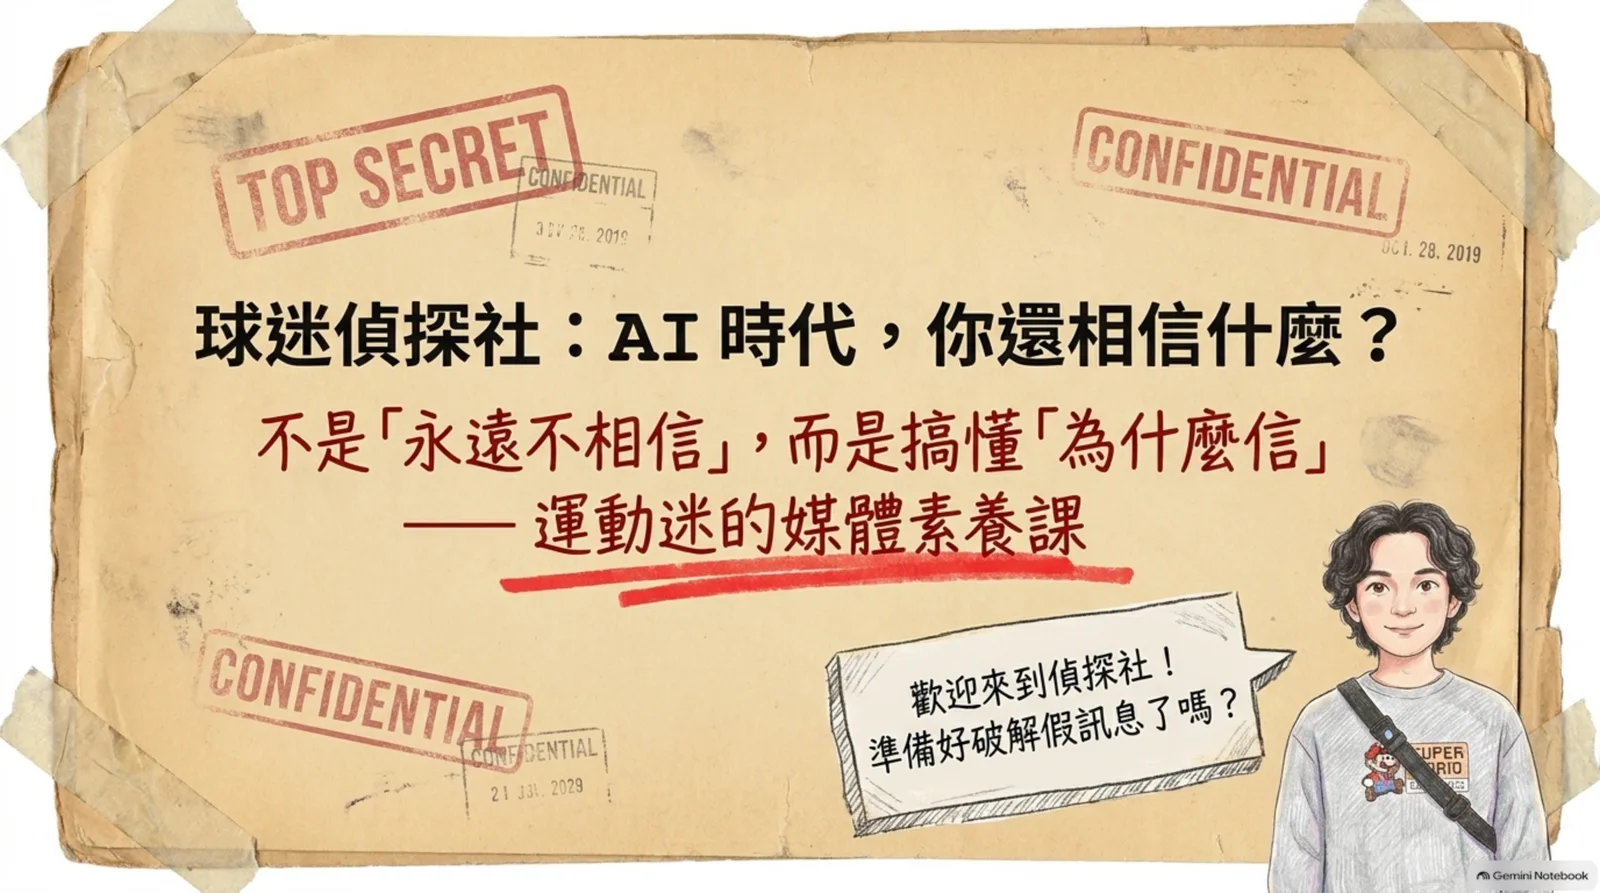 TOP SECRET
CONFIDENTIAL
2019
CONFIDENTIAL
28. 2019
球迷偵探社：AI 時代，你還相信什麼？
不是「永遠不相信」，而是搞懂「為什麼信」
—— 運動迷的媒體素養課
歡迎來到偵探社！
準備好破解假訊息了嗎？
CONFIDENTIAL
CONFIDENTIAL
21 2029
Gemini Notebook